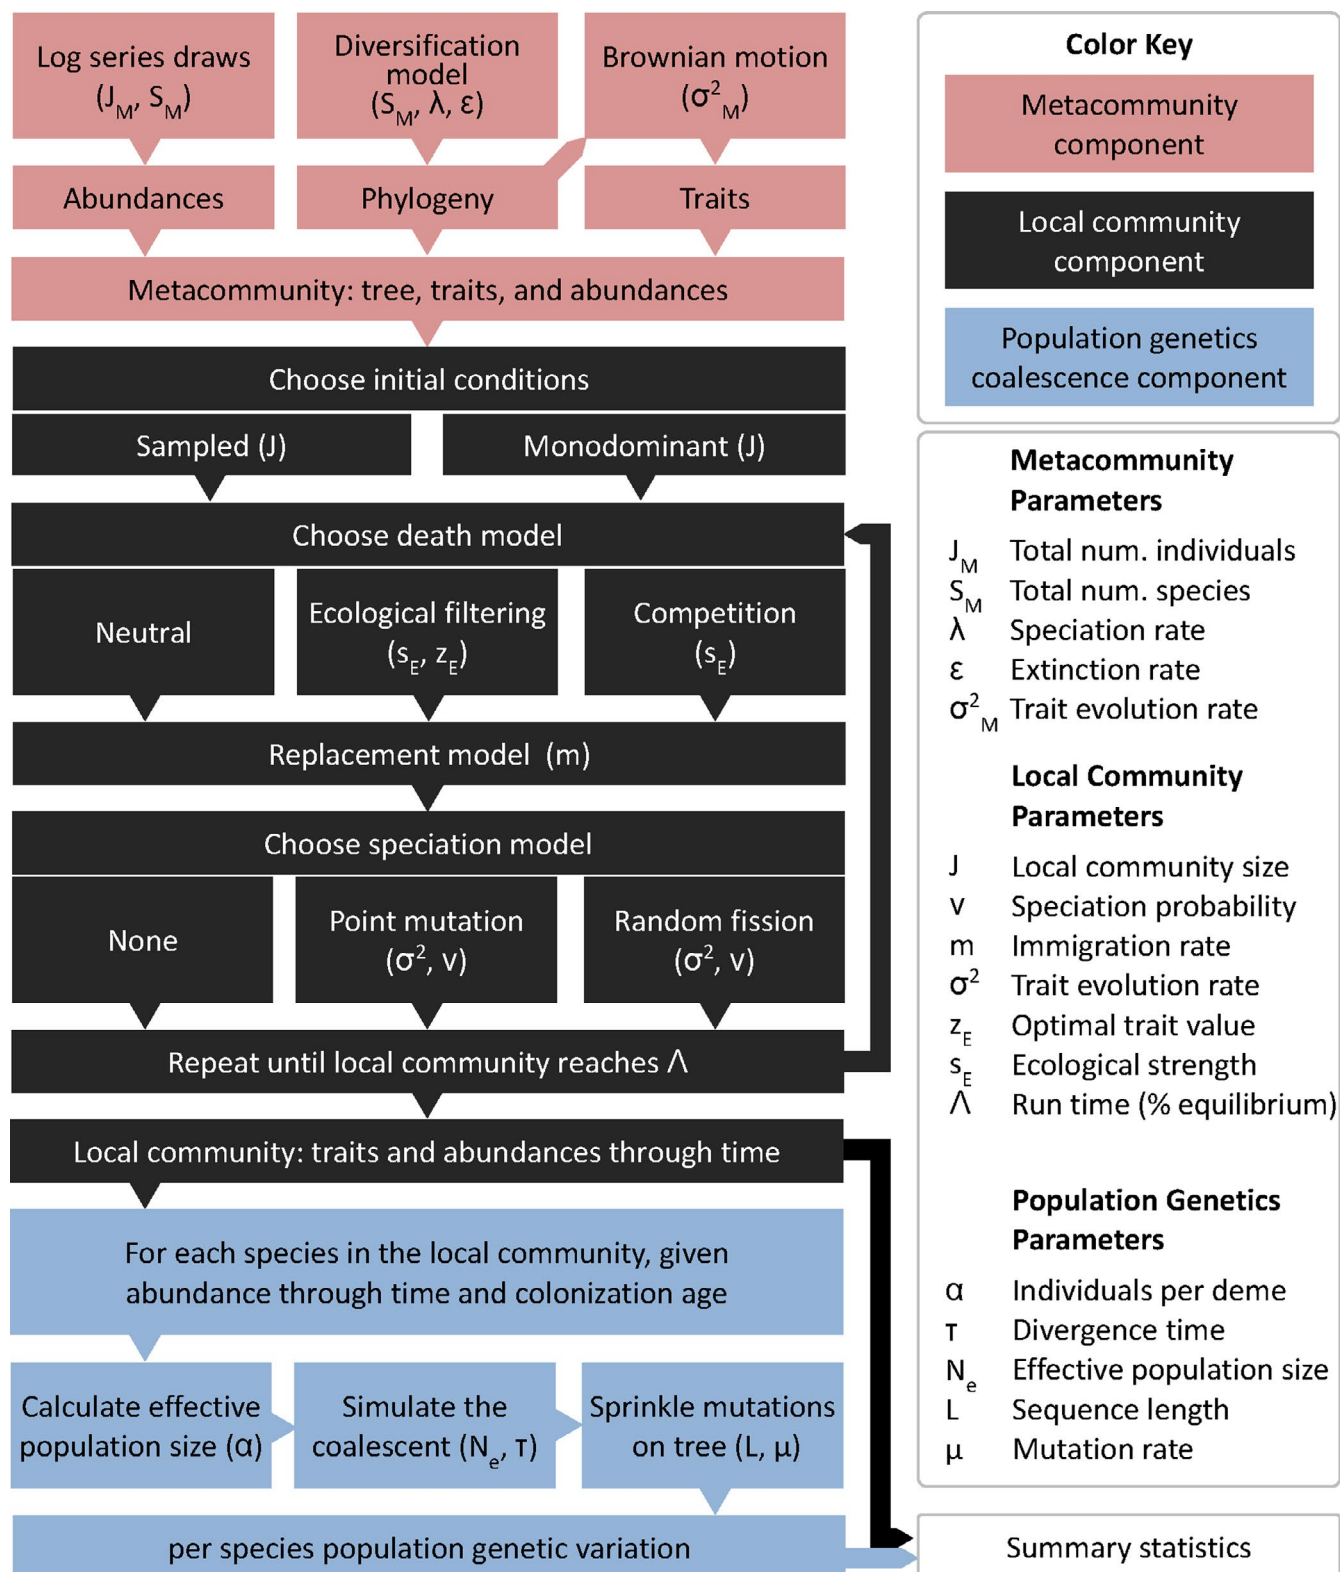 Log series draws
(J_M, S_M)
Diversification
model
(S_M, λ, ε)
Brownian motion
(σ²_M)
Abundances
Phylogeny
Traits
Metacommunity: tree, traits, and abundances
Choose initial conditions
Sampled (J)
Monodominant (J)
Choose death model
Neutral
Ecological filtering
(s_E, z_E)
Competition
(s_E)
Replacement model (m)
Choose speciation model
None
Point mutation
(σ², ν)
Random fission
(σ², ν)
Repeat until local community reaches Λ
Local community: traits and abundances through time
For each species in the local community, given
abundance through time and colonization age
Calculate effective
population size (α)
Simulate the
coalescent (N_e, τ)
Sprinkle mutations
on tree (L, μ)
per species population genetic variation
Color Key
Metacommunity
component
Local community
component
Population genetics
coalescence component
Metacommunity
Parameters
J_M Total num. individuals
S_M Total num. species
λ Speciation rate
ε Extinction rate
σ²_M Trait evolution rate
Local Community
Parameters
J Local community size
ν Speciation probability
m Immigration rate
σ² Trait evolution rate
z_E Optimal trait value
s_E Ecological strength
Λ Run time (% equilibrium)
Population Genetics
Parameters
α Individuals per deme
τ Divergence time
N_e Effective population size
L Sequence length
μ Mutation rate
Summary statistics